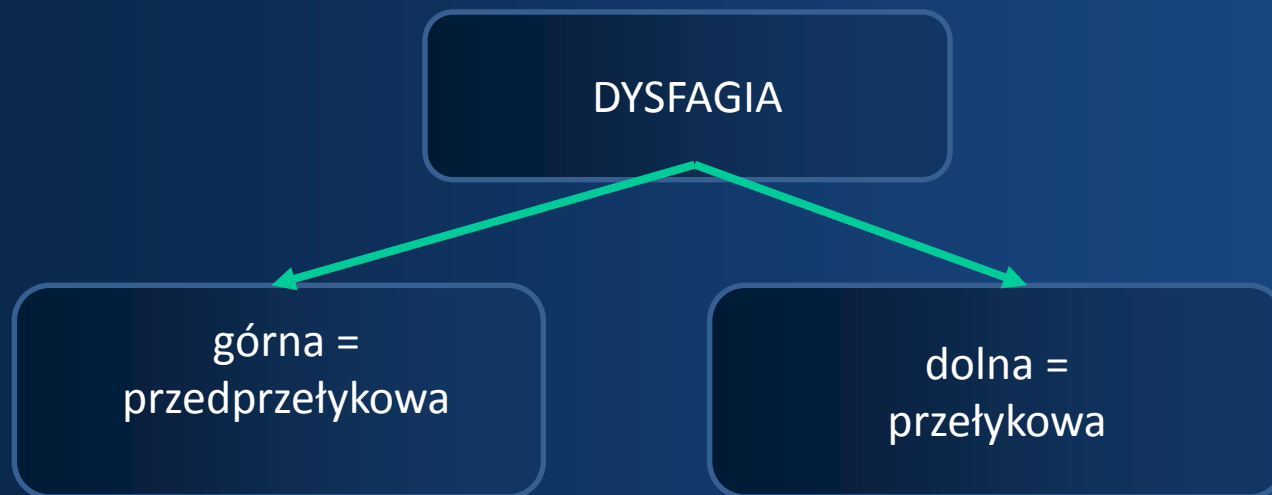 DYSFAGIA
górna =
przedprzełykowa
dolna =
przełykowa